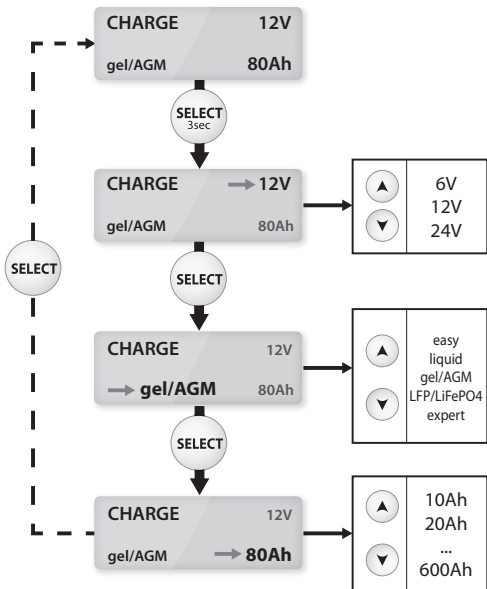 CHARGE 12V
gel/AGM 80Ah
SELECT
3sec
CHARGE → 12V
gel/AGM 80Ah
6V
12V
24V
SELECT
SELECT
CHARGE 12V
→ gel/AGM 80Ah
easy
liquid
gel/AGM
LFP/LiFePO4
expert
SELECT
CHARGE 12V
gel/AGM → 80Ah
10Ah
20Ah
...
600Ah